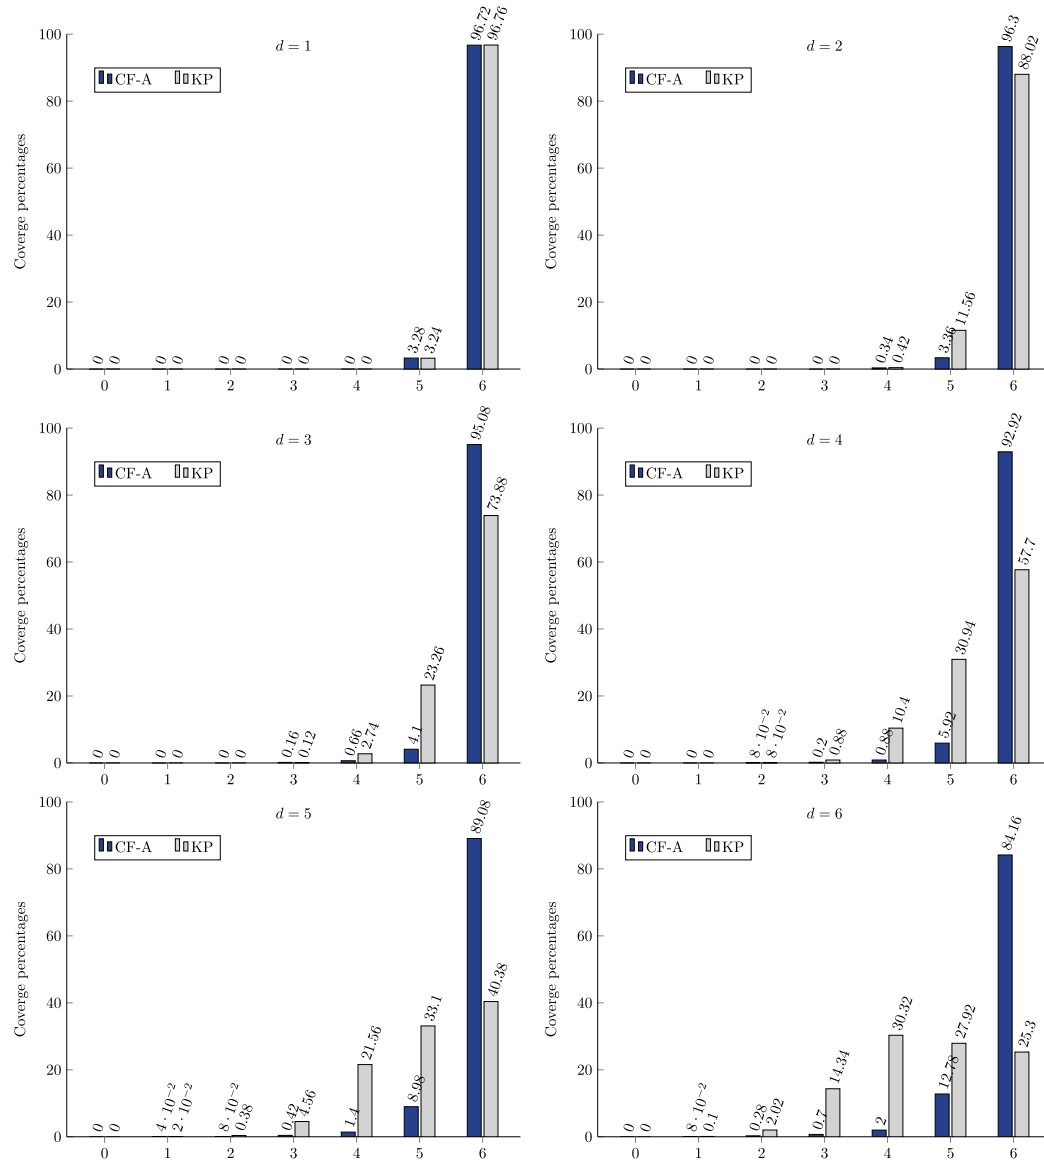 d = 1
CF-A KP
Coverge percentages
100
80
60
40
20
0
0 0 0 0 0 0 0 0 0 0 3.28 3.24 96.72 96.76
0 1 2 3 4 5 6
d = 2
CF-A KP
Coverge percentages
100
80
60
40
20
0
0 0 0 0 0 0 0 0 0.34 0.42 3.36 11.56 96.3 88.02
0 1 2 3 4 5 6
d = 3
CF-A KP
Coverge percentages
100
80
60
40
20
0
0 0 0 0 0 0 0.16 0.12 0.66 2.74 4.1 23.26 95.08 73.88
0 1 2 3 4 5 6
d = 4
CF-A KP
Coverge percentages
100
80
60
40
20
0
0 0 0 0 8 · 10⁻² 8 · 10⁻² 0.2 0.88 0.88 10.4 5.92 30.94 92.92 57.7
0 1 2 3 4 5 6
d = 5
CF-A KP
Coverge percentages
100
80
60
40
20
0
0 0 4 · 10⁻² 2 · 10⁻² 8 · 10⁻² 0.38 0.42 4.56 1.4 21.56 8.98 33.1 89.08 40.38
0 1 2 3 4 5 6
d = 6
CF-A KP
Coverge percentages
100
80
60
40
20
0
0 0 8 · 10⁻² 0.1 0.28 2.02 0.7 14.34 2 30.32 12.78 27.92 84.16 25.3
0 1 2 3 4 5 6